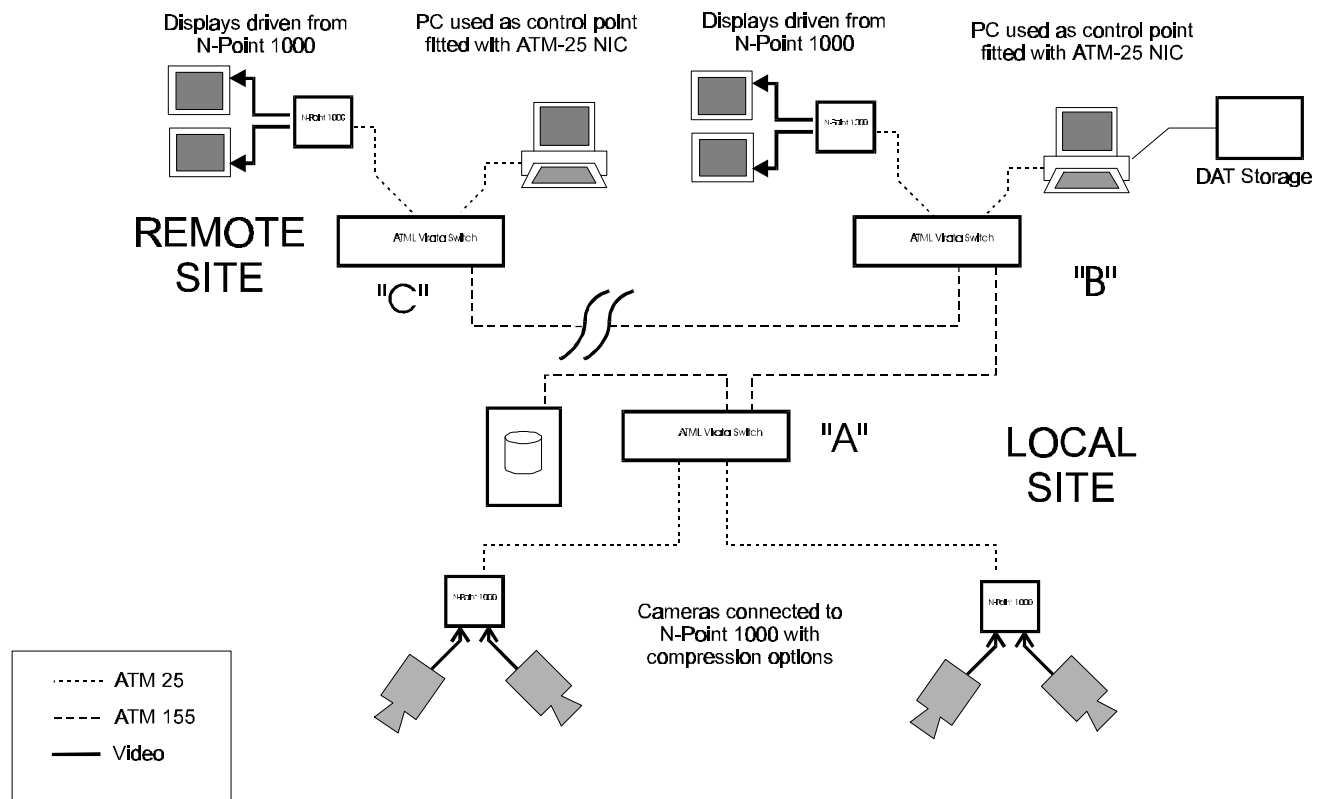 Displays driven from
N-Point 1000
PC used as control point
fitted with ATM-25 NIC
Displays driven from
N-Point 1000
PC used as control point
fitted with ATM-25 NIC
N-Point 1000
N-Point 1000
DAT Storage
REMOTE
SITE
ATML Virata Switch
"C"
ATML Virata Switch
"B"
ATML Virata Switch
"A"
LOCAL
SITE
N-Point 1000
Cameras connected to
N-Point 1000 with
compression options
N-Point 1000
ATM 25
ATM 155
Video